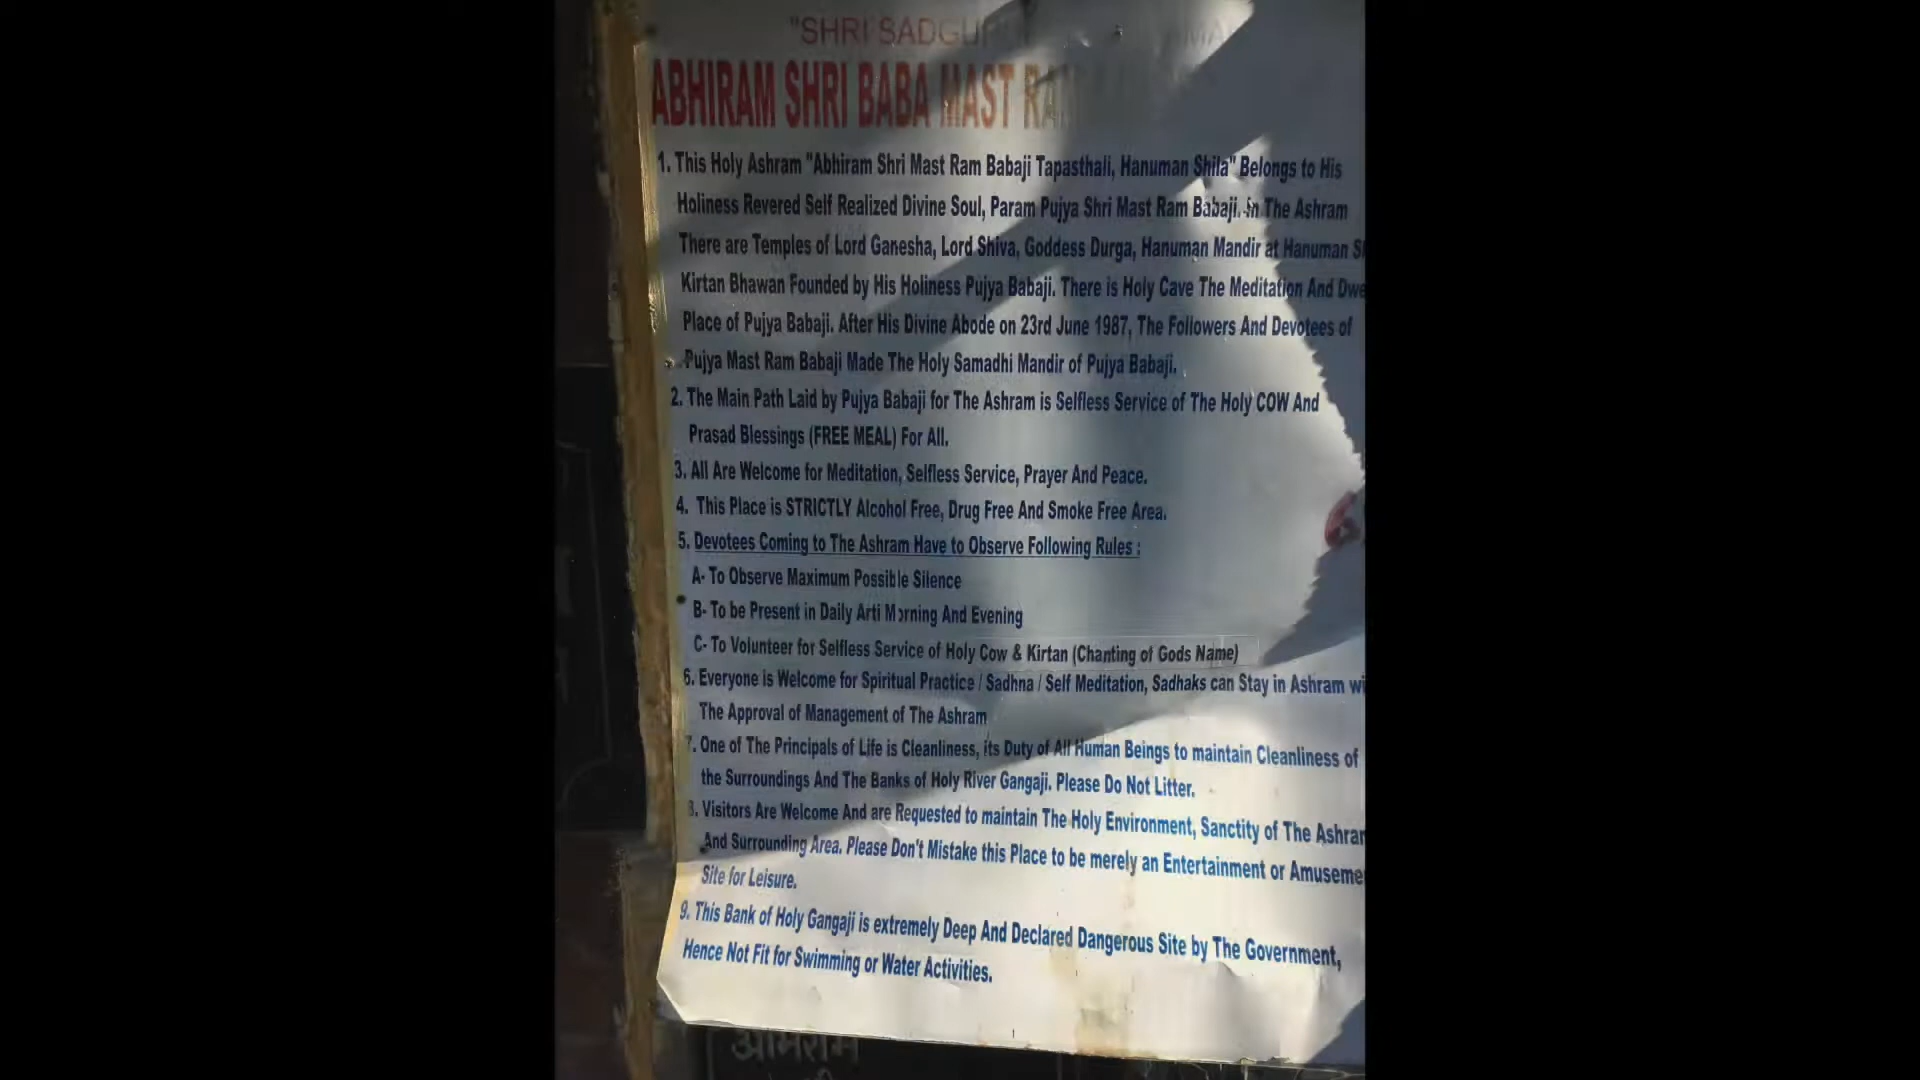 "SHRI SADGURU
ABHIRAM SHRI BABA MAST RAM
1. This Holy Ashram "Abhiram Shri Mast Ram Babaji Tapasthali, Hanuman Shila" Belongs to His
Holiness Revered Self Realized Divine Soul, Param Pujya Shri Mast Ram Babaji. In The Ashram
There are Temples of Lord Ganesha, Lord Shiva, Goddess Durga, Hanuman Mandir at Hanuman
Kirtan Bhawan Founded by His Holiness Pujya Babaji. There is Holy Cave The Meditation And
Place of Pujya Babaji. After His Divine Abode on 23rd June 1987, The Followers And Devotees of
Pujya Mast Ram Babaji Made The Holy Samadhi Mandir of Pujya Babaji.
2. The Main Path Laid by Pujya Babaji for The Ashram is Selfless Service of The Holy COW And
Prasad Blessings (FREE MEAL) For All.
3. All Are Welcome for Meditation, Selfless Service, Prayer And Peace.
4. This Place is STRICTLY Alcohol Free, Drug Free And Smoke Free Area.
5. Devotees Coming to The Ashram Have to Observe Following Rules :
A- To Observe Maximum Possible Silence
B- To be Present in Daily Arti Morning And Evening
C- To Volunteer for Selfless Service of Holy Cow & Kirtan (Chanting of Gods Name)
6. Everyone is Welcome for Spiritual Practice / Sadhna / Self Meditation, Sadhaks can Stay in Ashram
The Approval of Management of The Ashram
7. One of The Principals of Life is Cleanliness, its Duty of All Human Beings to maintain Cleanliness of
the Surroundings And The Banks of Holy River Gangaji. Please Do Not Litter.
8. Visitors Are Welcome And are Requested to maintain The Holy Environment, Sanctity of The
And Surrounding Area. Please Don't Mistake this Place to be merely an Entertainment or
Site for Leisure.
9. This Bank of Holy Gangaji is extremely Deep And Declared Dangerous Site by The Government,
Hence Not Fit for Swimming or Water Activities.